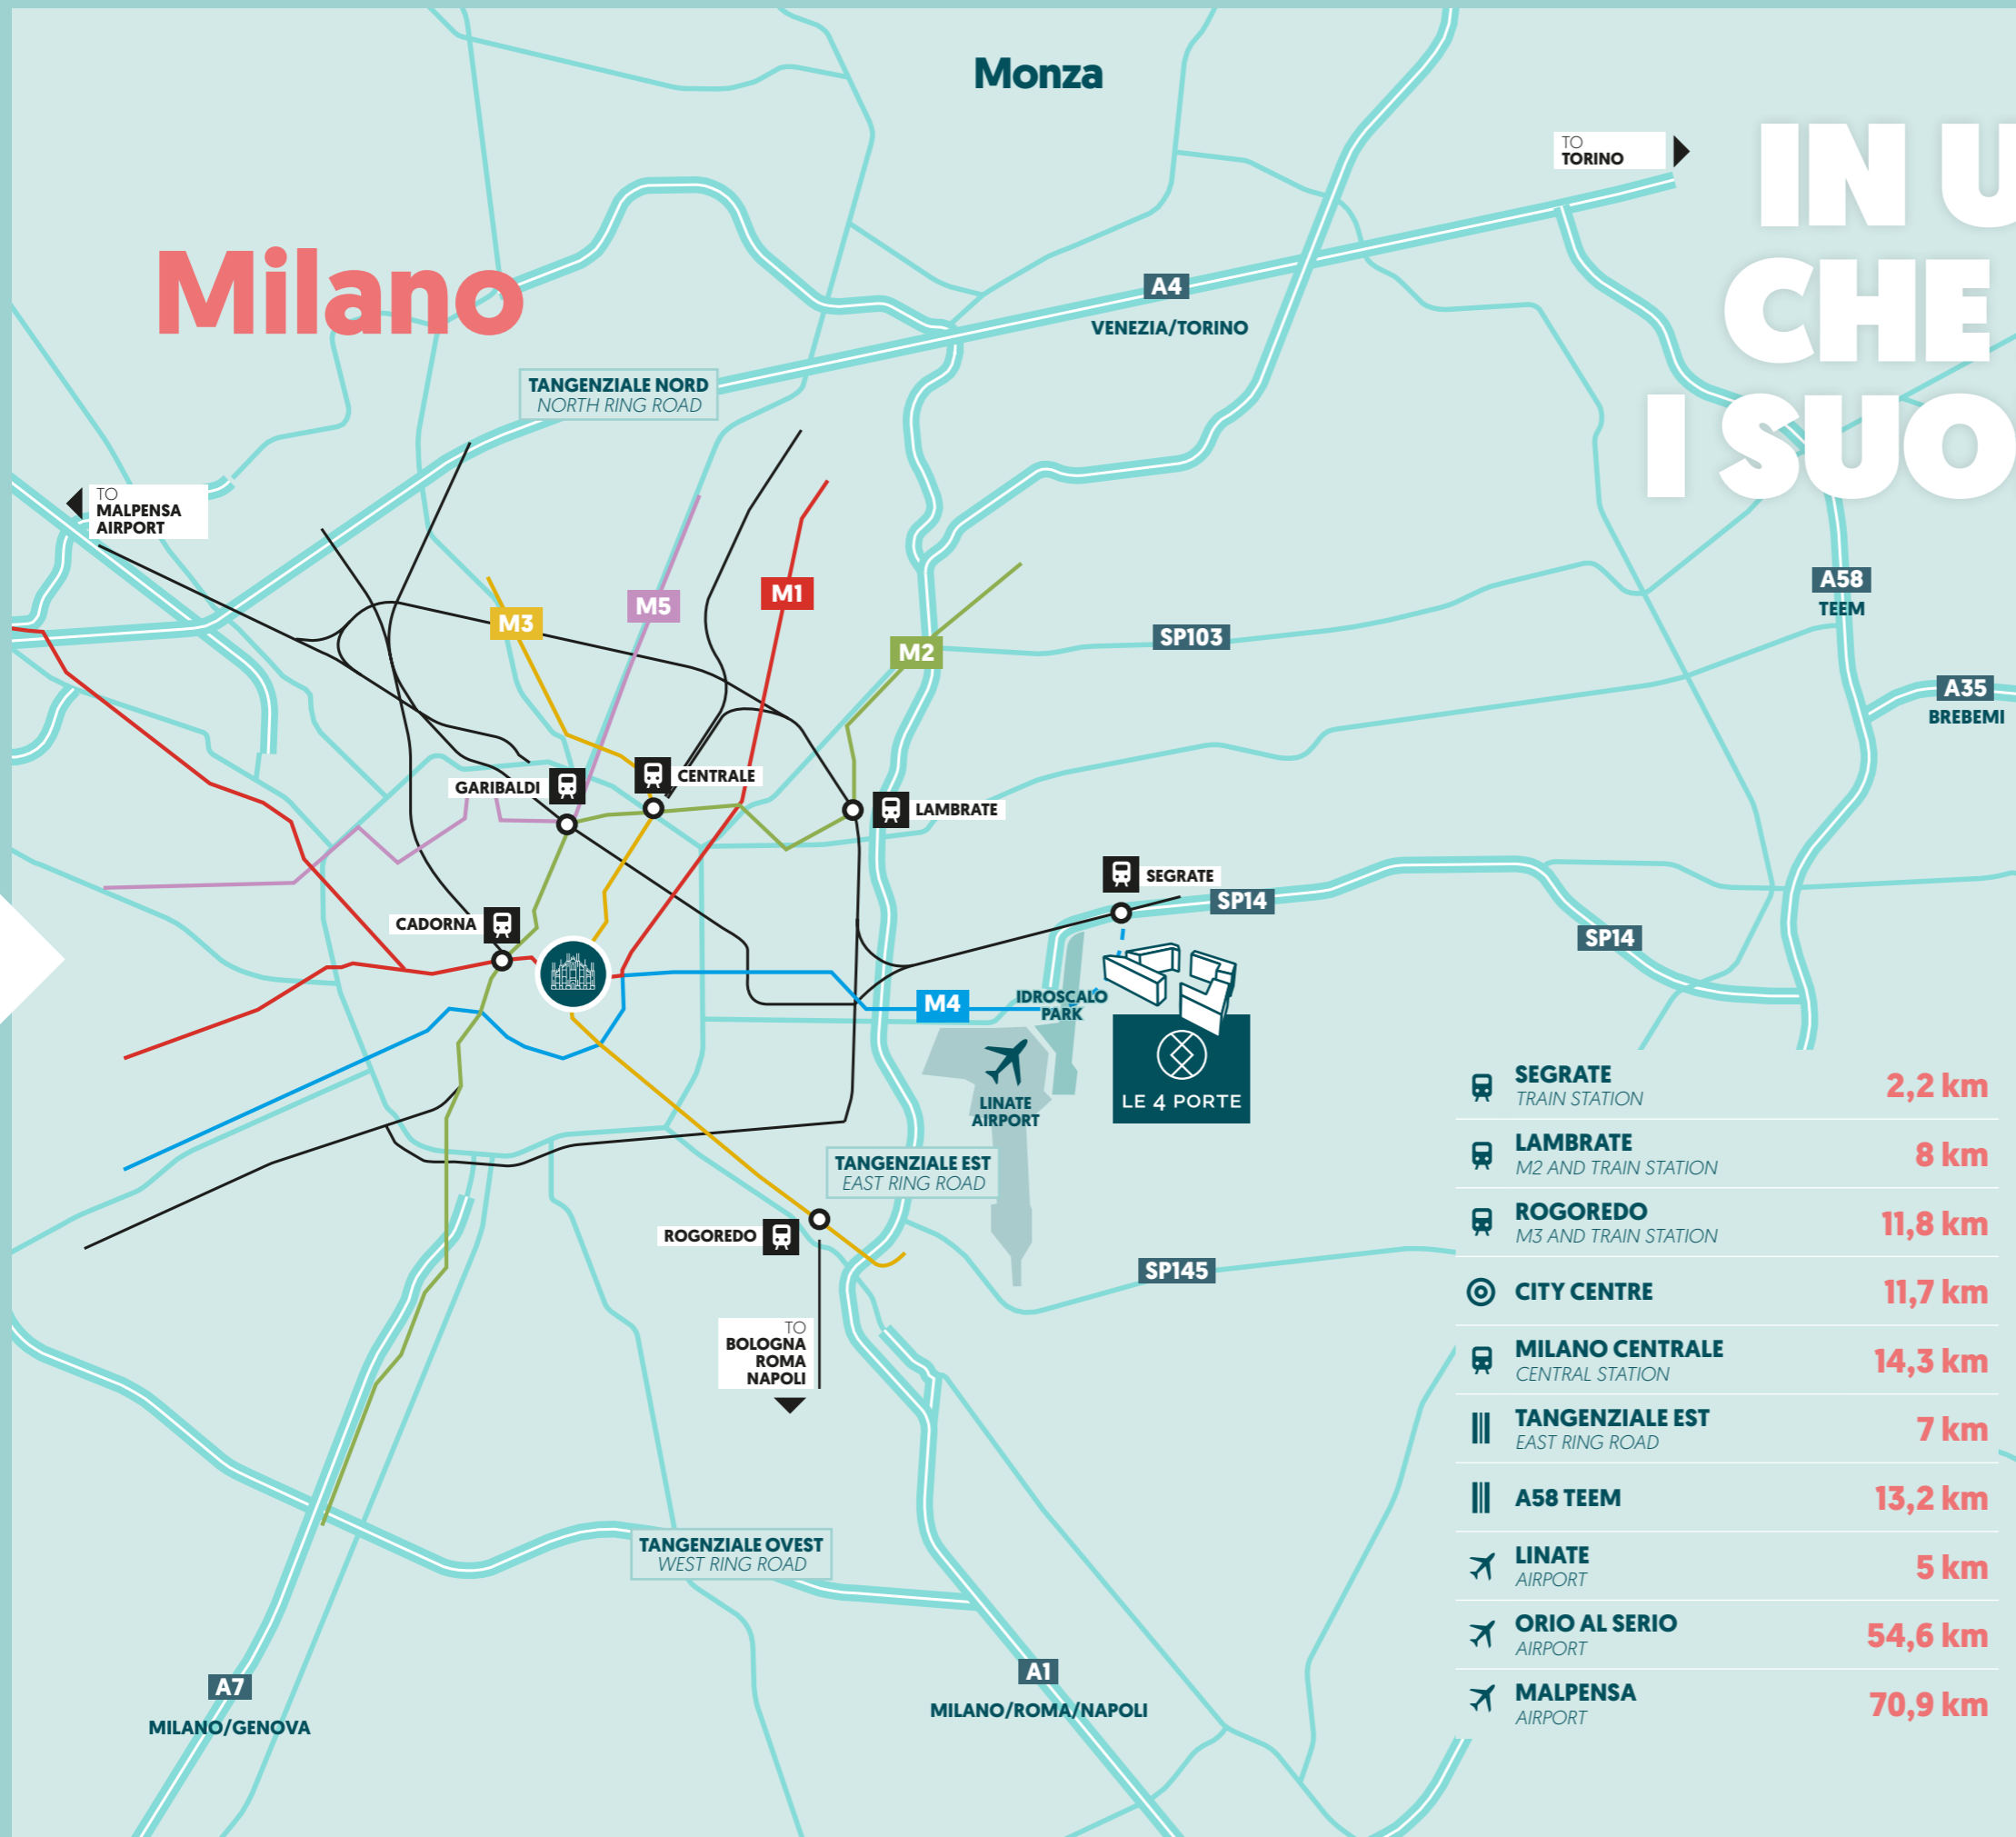 Monza
TO
TORINO
IN U
CHE
I SUO
Milano
A4
VENEZIA/TORINO
TANGENZIALE NORD
NORTH RING ROAD
TO
MALPENSA
AIRPORT
M3
M5
M1
M2
SP103
A58
TEEM
A35
BREBEMI
GARIBALDI
CENTRALE
LAMBRATE
SEGRATE
SP14
SP14
CADORNA
M4
IDROSCALO
PARK
LINATE
AIRPORT
LE 4 PORTE
TANGENZIALE EST
EAST RING ROAD
ROGOREDO
SP145
TO
BOLOGNA
ROMA
NAPOLI
TANGENZIALE OVEST
WEST RING ROAD
A7
MILANO/GENOVA
A1
MILANO/ROMA/NAPOLI
SEGRATE 2,2 km
TRAIN STATION
LAMBRATE 8 km
M2 AND TRAIN STATION
ROGOREDO 11,8 km
M3 AND TRAIN STATION
CITY CENTRE 11,7 km
MILANO CENTRALE 14,3 km
CENTRAL STATION
TANGENZIALE EST 7 km
EAST RING ROAD
A58 TEEM 13,2 km
LINATE 5 km
AIRPORT
ORIO AL SERIO 54,6 km
AIRPORT
MALPENSA 70,9 km
AIRPORT